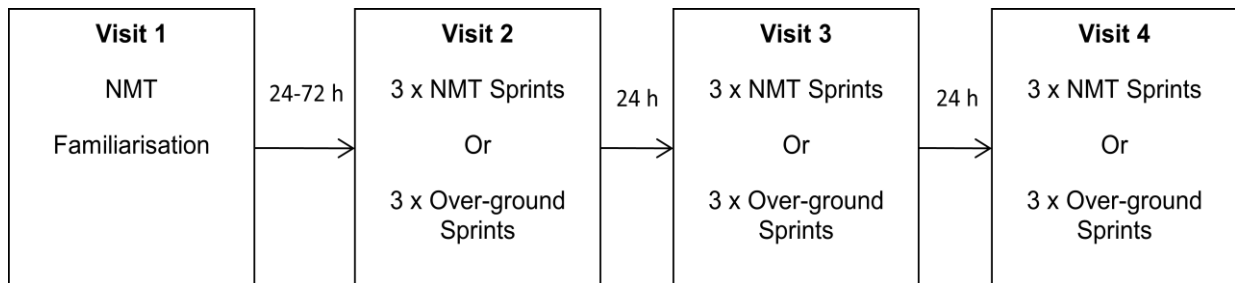 Visit 1
NMT
Familiarisation
24-72 h
Visit 2
3 x NMT Sprints
Or
3 x Over-ground
Sprints
24 h
Visit 3
3 x NMT Sprints
Or
3 x Over-ground
Sprints
24 h
Visit 4
3 x NMT Sprints
Or
3 x Over-ground
Sprints